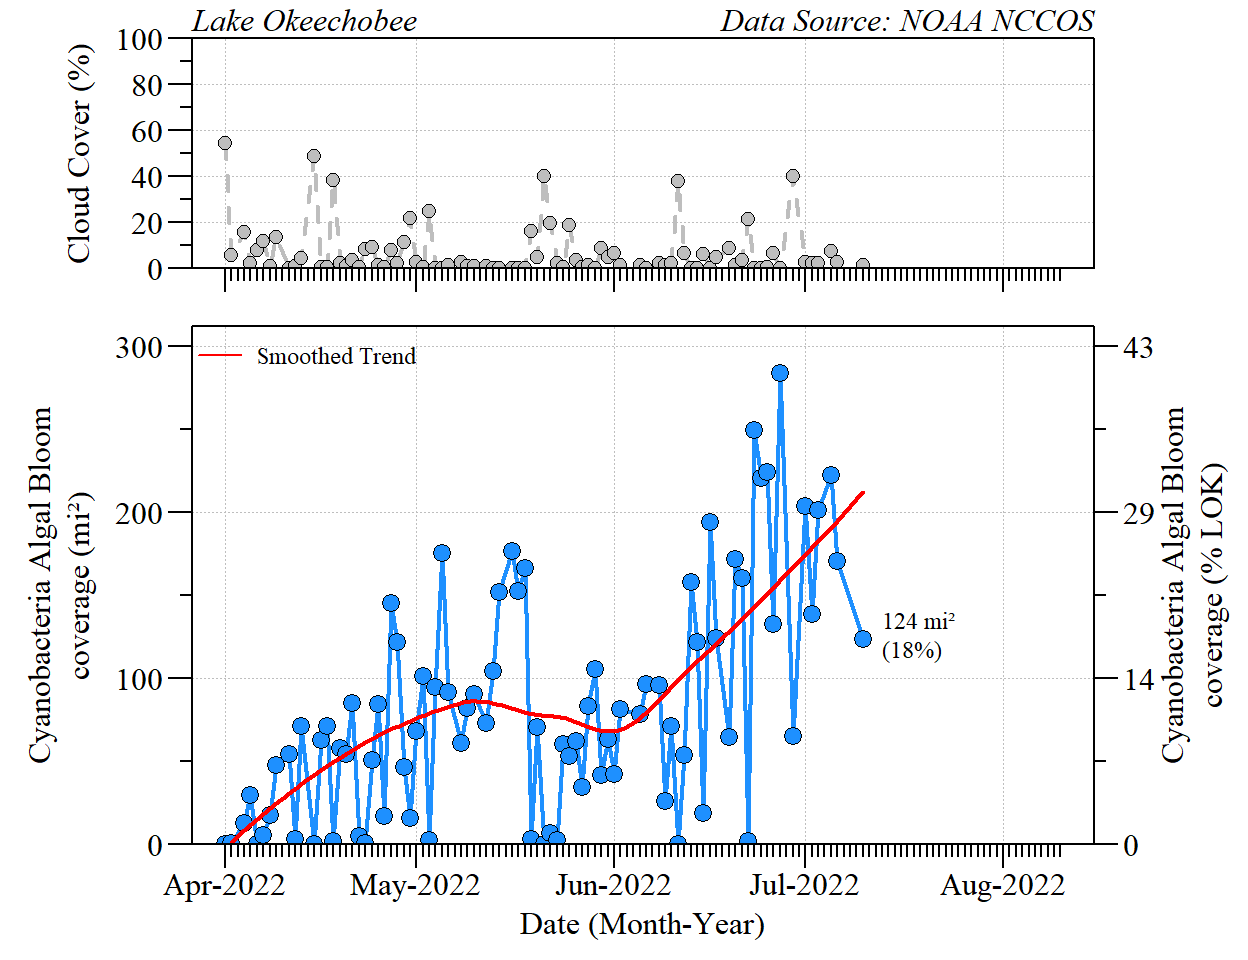 Lake Okeechobee
Data Source: NOAA NCCOS
Cloud Cover (%)
100
80
60
40
20
0
Cyanobacteria Algal Bloom
coverage (mi²)
300
200
100
0
Smoothed Trend
124 mi²
(18%)
43
29
14
0
Cyanobacteria Algal Bloom
coverage (% LOK)
Apr-2022
May-2022
Jun-2022
Jul-2022
Aug-2022
Date (Month-Year)